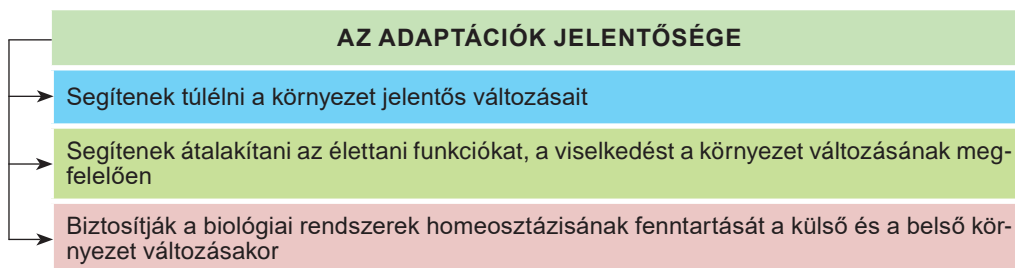 AZ ADAPTÁCIÓK JELENTŐSÉGE
Segítenek túlélni a környezet jelentős változásait
Segítenek átalakítani az élettani funkciókat, a viselkedést a környezet változásának meg-
felelően
Biztosítják a biológiai rendszerek homeosztázisának fenntartását a külső és a belső kör-
nyezet változásakor